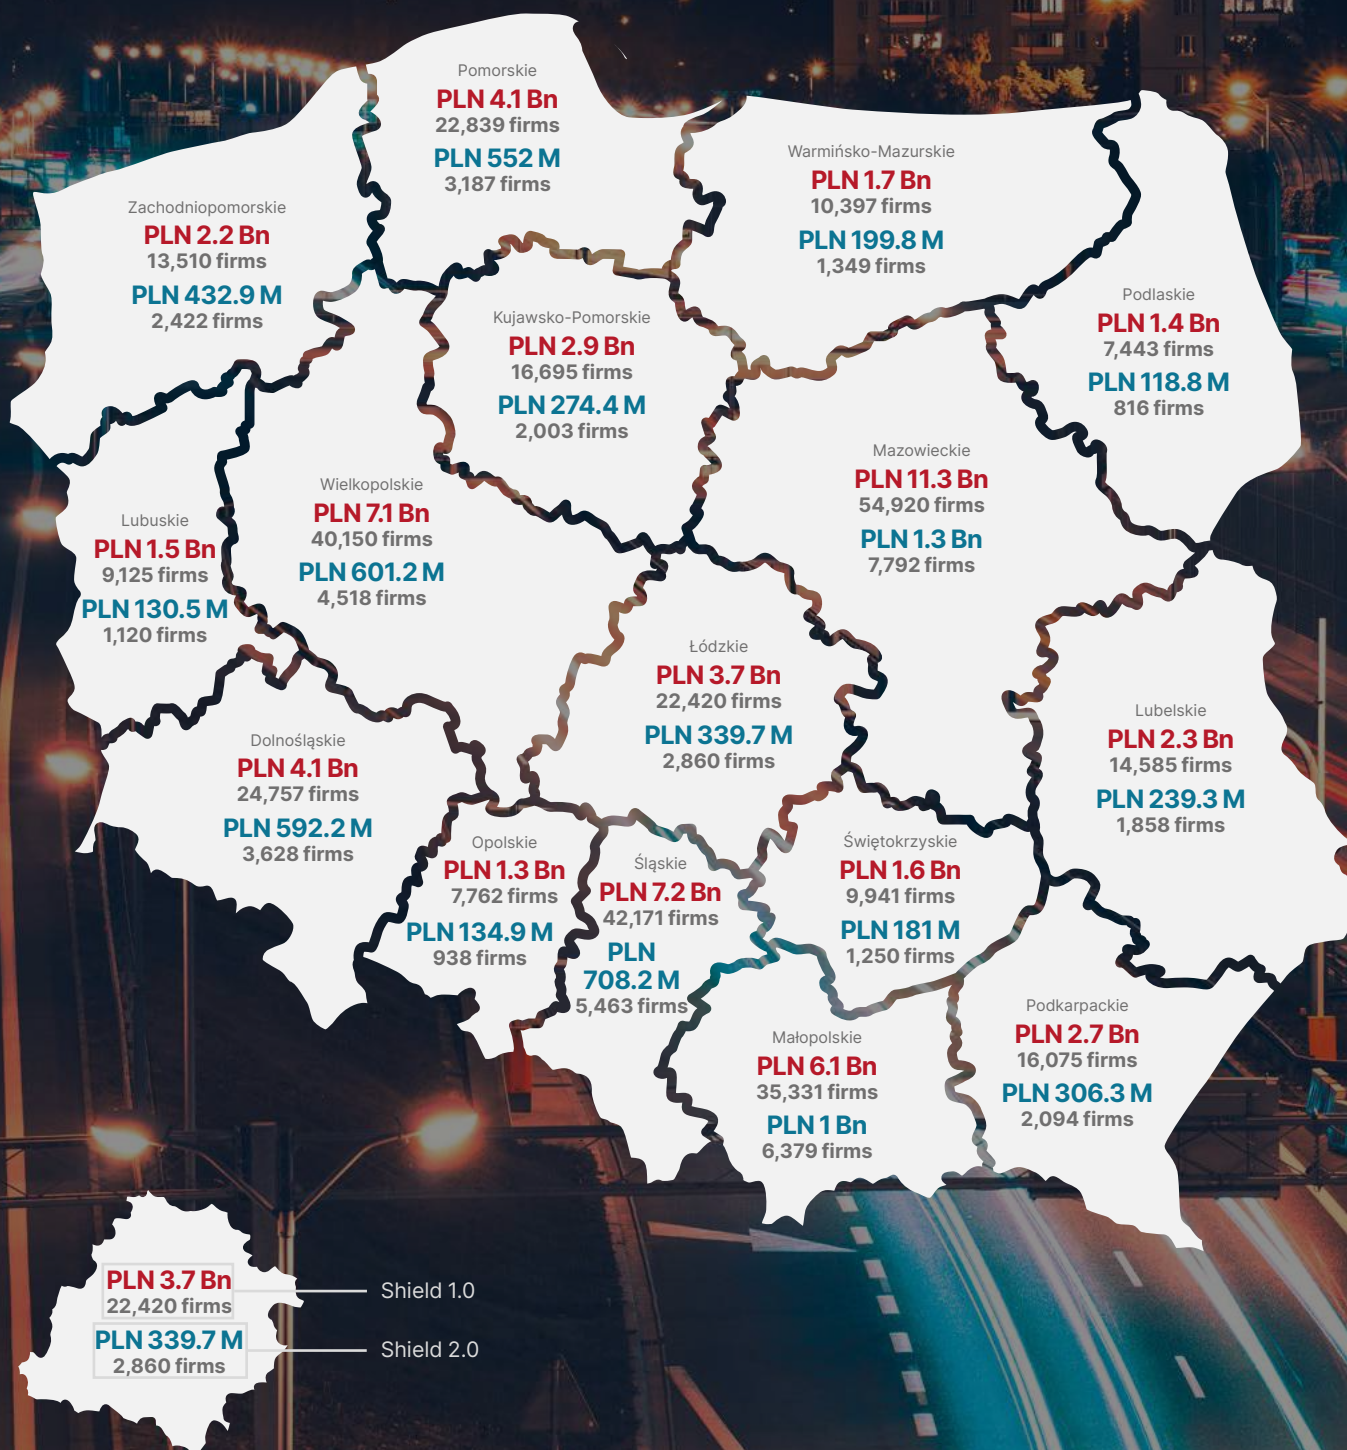 Pomorskie
PLN 4.1 Bn
22,839 firms
PLN 552 M
3,187 firms
Warmińsko-Mazurskie
PLN 1.7 Bn
10,397 firms
PLN 199.8 M
1,349 firms
Zachodniopomorskie
PLN 2.2 Bn
13,510 firms
PLN 432.9 M
2,422 firms
Podlaskie
PLN 1.4 Bn
7,443 firms
PLN 118.8 M
816 firms
Kujawsko-Pomorskie
PLN 2.9 Bn
16,695 firms
PLN 274.4 M
2,003 firms
Mazowieckie
PLN 11.3 Bn
54,920 firms
PLN 1.3 Bn
7,792 firms
Wielkopolskie
PLN 7.1 Bn
40,150 firms
PLN 601.2 M
4,518 firms
Lubuskie
PLN 1.5 Bn
9,125 firms
PLN 130.5 M
1,120 firms
Łódzkie
PLN 3.7 Bn
22,420 firms
PLN 339.7 M
2,860 firms
Lubelskie
PLN 2.3 Bn
14,585 firms
PLN 239.3 M
1,858 firms
Dolnośląskie
PLN 4.1 Bn
24,757 firms
PLN 592.2 M
3,628 firms
Opolskie
PLN 1.3 Bn
7,762 firms
PLN 134.9 M
938 firms
Śląskie
PLN 7.2 Bn
42,171 firms
PLN
708.2 M
5,463 firms
Świętokrzyskie
PLN 1.6 Bn
9,941 firms
PLN 181 M
1,250 firms
Małopolskie
PLN 6.1 Bn
35,331 firms
PLN 1 Bn
6,379 firms
Podkarpackie
PLN 2.7 Bn
16,075 firms
PLN 306.3 M
2,094 firms
PLN 3.7 Bn
22,420 firms
Shield 1.0
PLN 339.7 M
2,860 firms
Shield 2.0